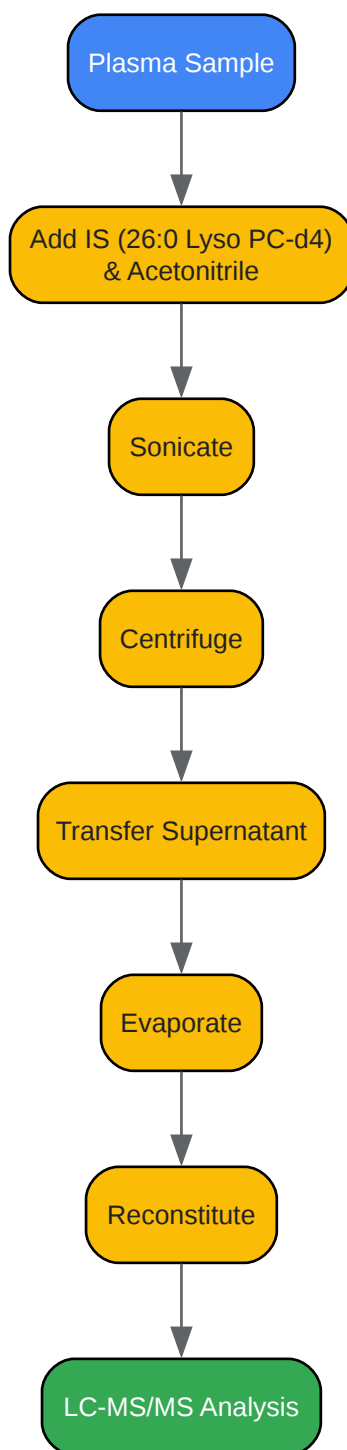 Plasma Sample
Add IS (26:0 Lyso PC-d4)
& Acetonitrile
Sonicate
Centrifuge
Transfer Supernatant
Evaporate
Reconstitute
LC-MS/MS Analysis